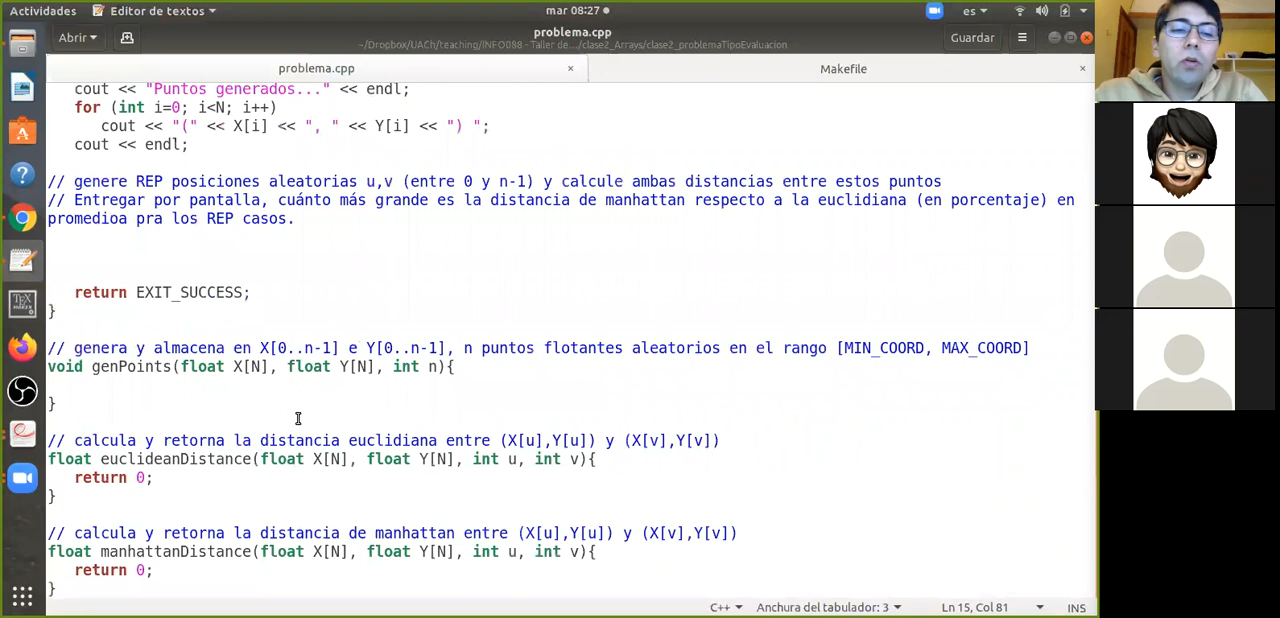 Actividades Editor de textos mar 08:27 es
Abrir problema.cpp Guardar
~/Dropbox/UACh/teaching/INFO088 - Taller de.../clase2_Arrays/clase2_problemaTipoEvaluacion
problema.cpp × Makefile ×
cout << "Puntos generados..." << endl;
for (int i=0; i<N; i++)
cout << "(" << X[i] << ", " << Y[i] << ") ";
cout << endl;
// genere REP posiciones aleatorias u,v (entre 0 y n-1) y calcule ambas distancias entre estos puntos
// Entregar por pantalla, cuánto más grande es la distancia de manhattan respecto a la euclidiana (en porcentaje) en
promedioa pra los REP casos.
return EXIT_SUCCESS;
}
// genera y almacena en X[0..n-1] e Y[0..n-1], n puntos flotantes aleatorios en el rango [MIN_COORD, MAX_COORD]
void genPoints(float X[N], float Y[N], int n){
}
// calcula y retorna la distancia euclidiana entre (X[u],Y[u]) y (X[v],Y[v])
float euclideanDistance(float X[N], float Y[N], int u, int v){
return 0;
}
// calcula y retorna la distancia de manhattan entre (X[u],Y[u]) y (X[v],Y[v])
float manhattanDistance(float X[N], float Y[N], int u, int v){
return 0;
}
C++ Anchura del tabulador: 3 Ln 15, Col 81 INS